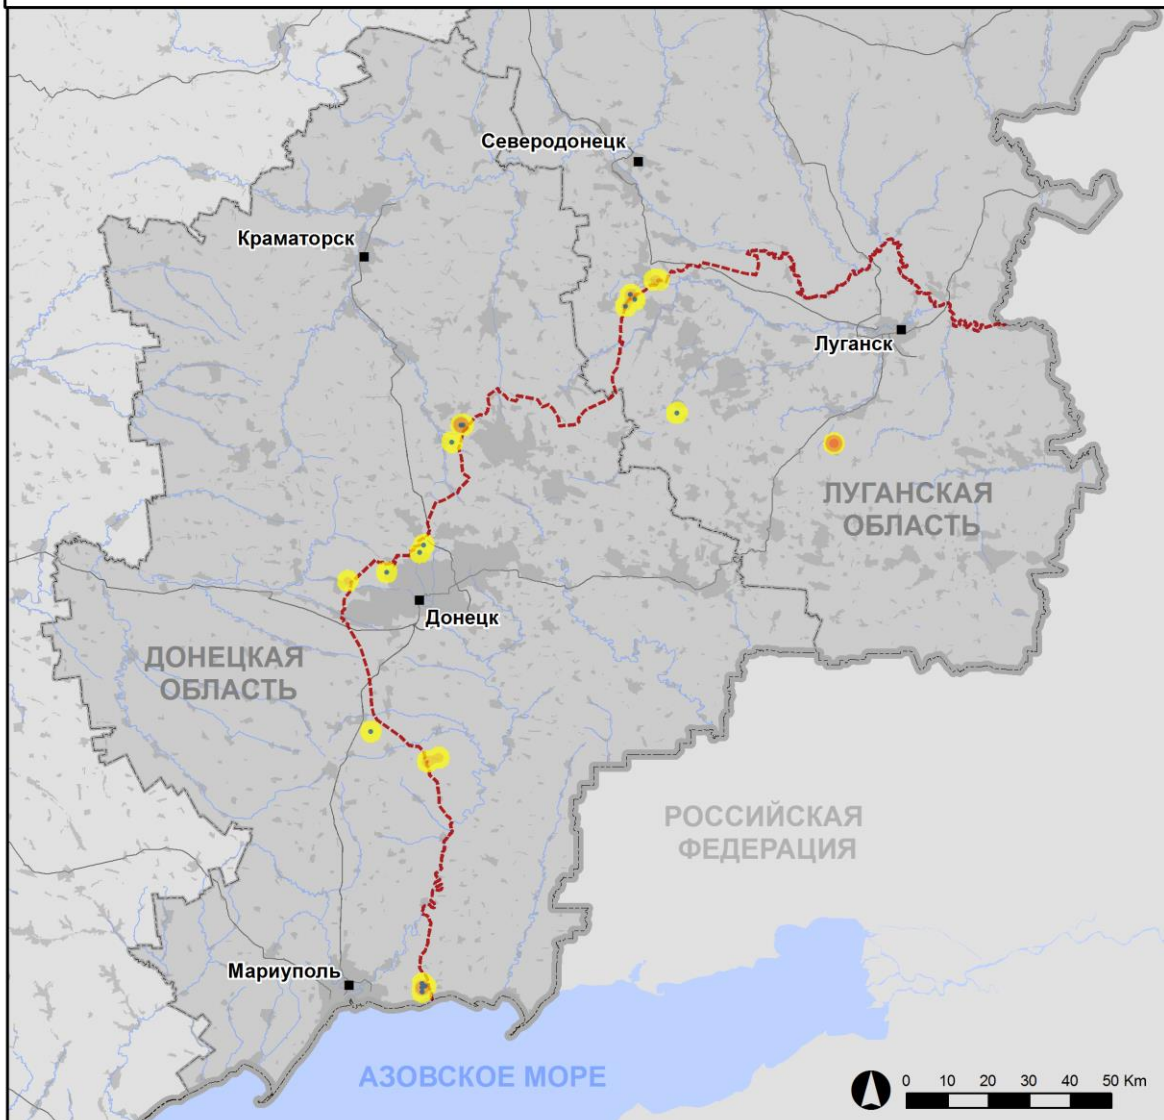 Северодонецк
Краматорск
Луганск
ЛУГАНСКАЯ
ОБЛАСТЬ
Донецк
ДОНЕЦКАЯ
ОБЛАСТЬ
РОССИЙСКАЯ
ФЕДЕРАЦИЯ
Мариуполь
АЗОВСКОЕ МОРЕ
0 10 20 30 40 50 Km